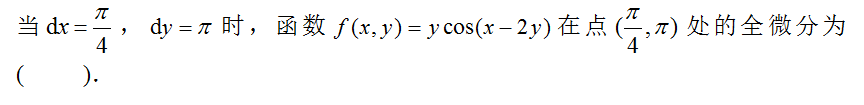 当 dx = π/4 , dy = π 时，函数 f(x, y) = y cos(x − 2y) 在点 (π/4, π) 处的全微分为
(　　).